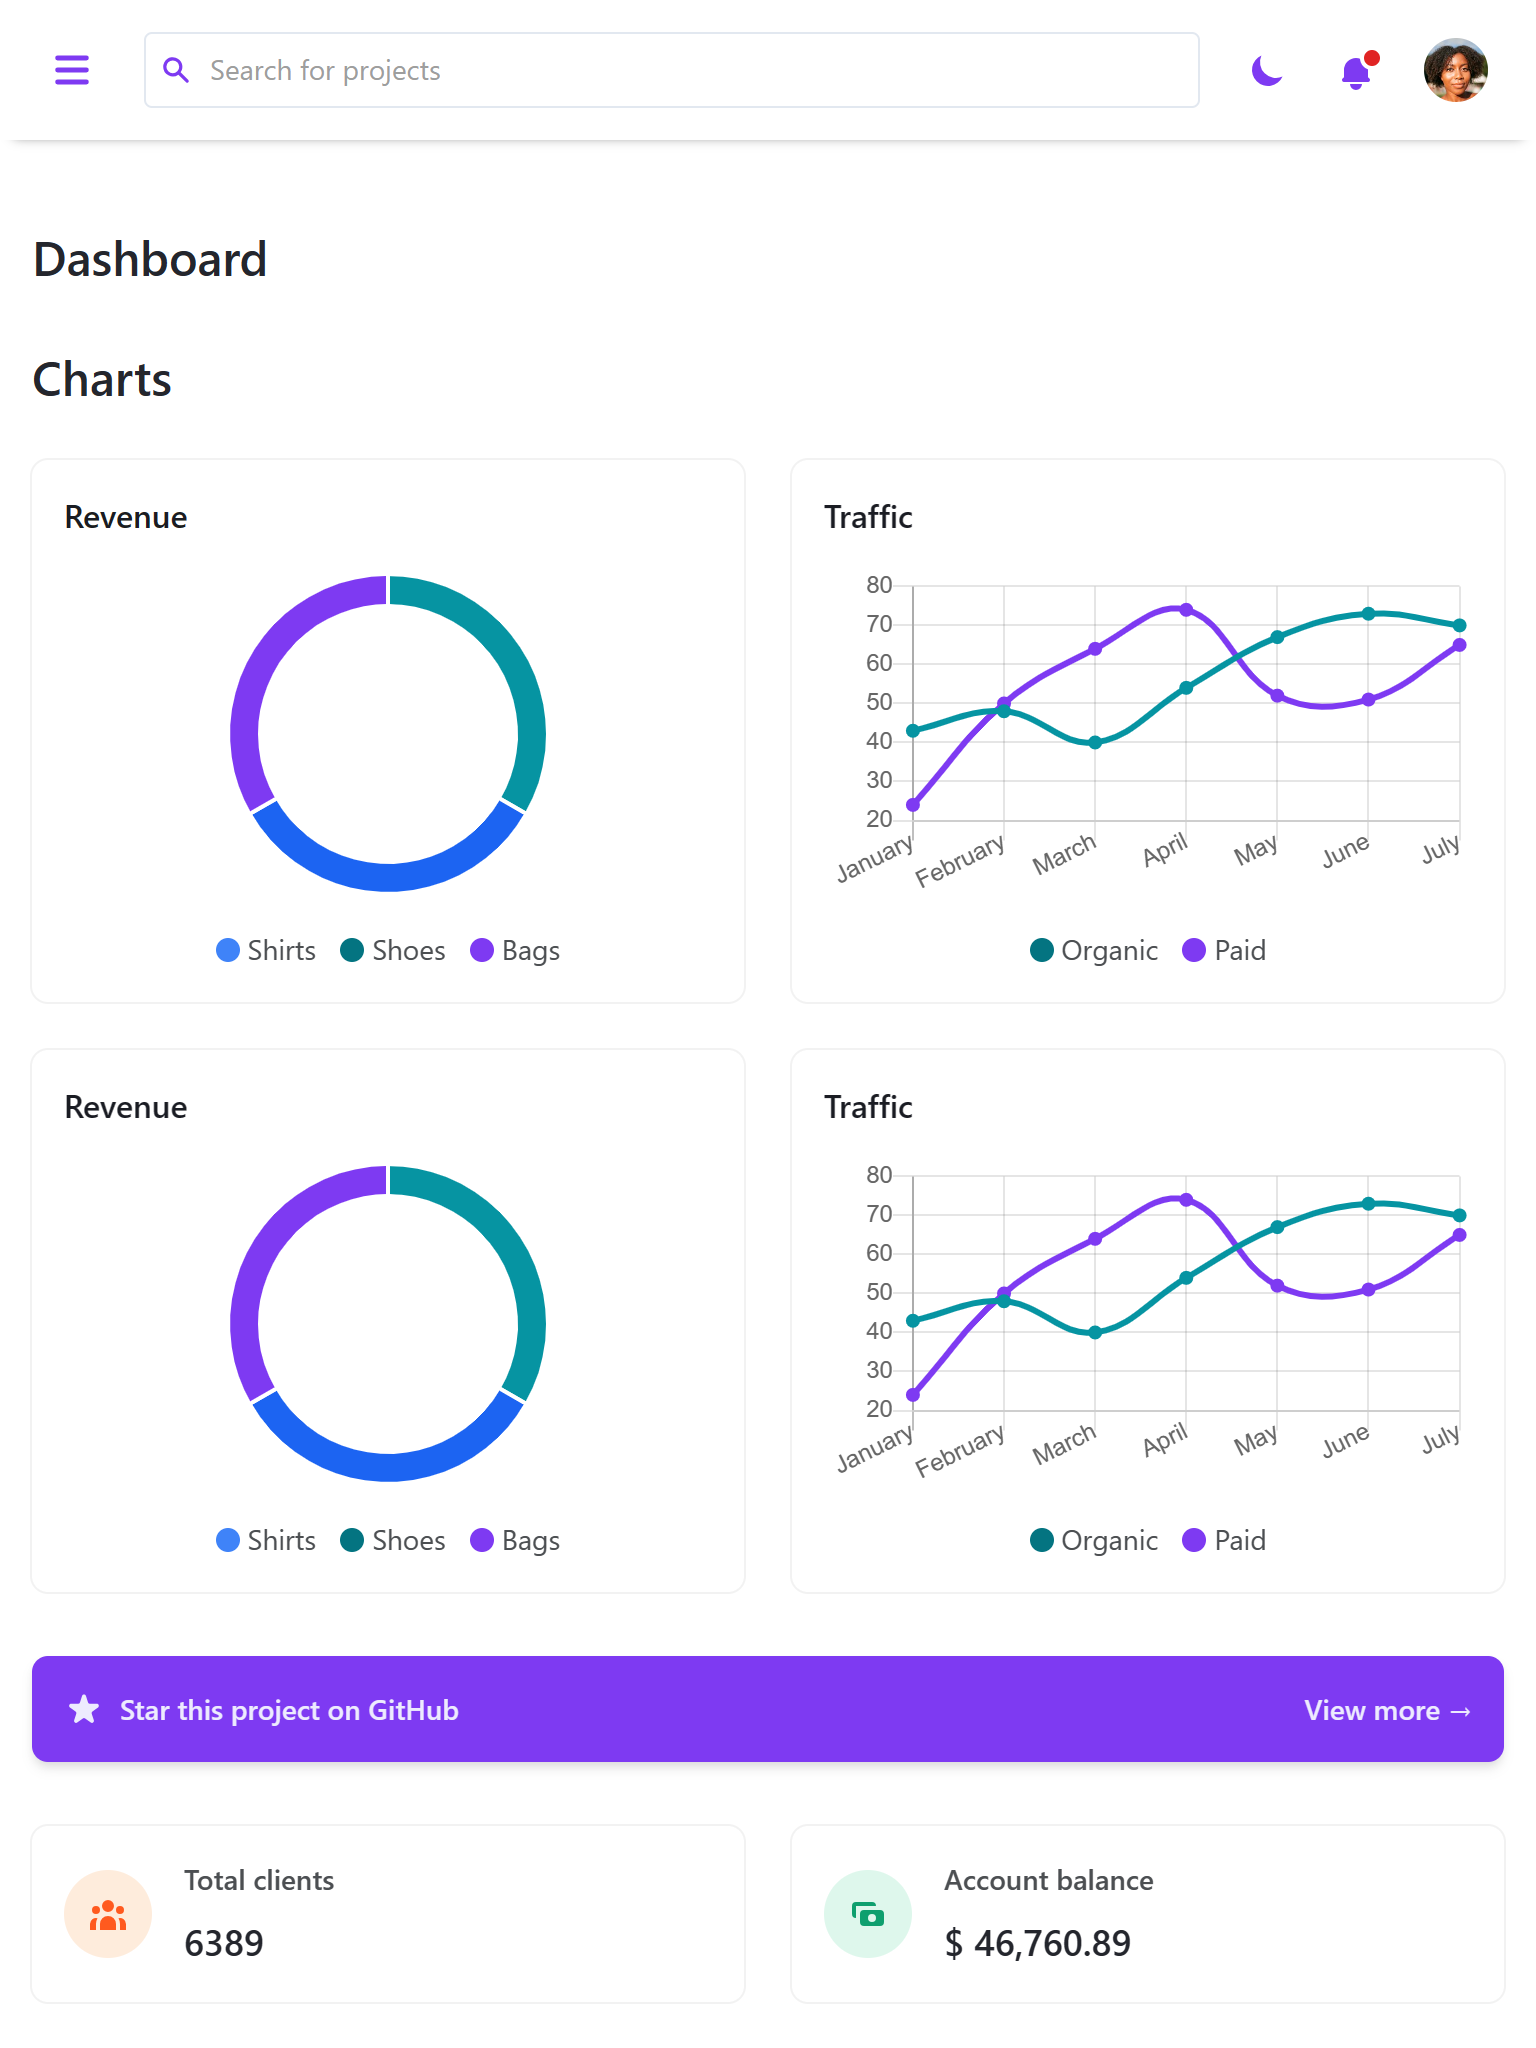 Search for projects
Dashboard
Charts
Revenue
Shirts Shoes Bags
Traffic
80
70
60
50
40
30
20
January February March April May June July
Organic Paid
Revenue
Shirts Shoes Bags
Traffic
80
70
60
50
40
30
20
January February March April May June July
Organic Paid
Star this project on GitHub View more →
Total clients
6389
Account balance
$ 46,760.89